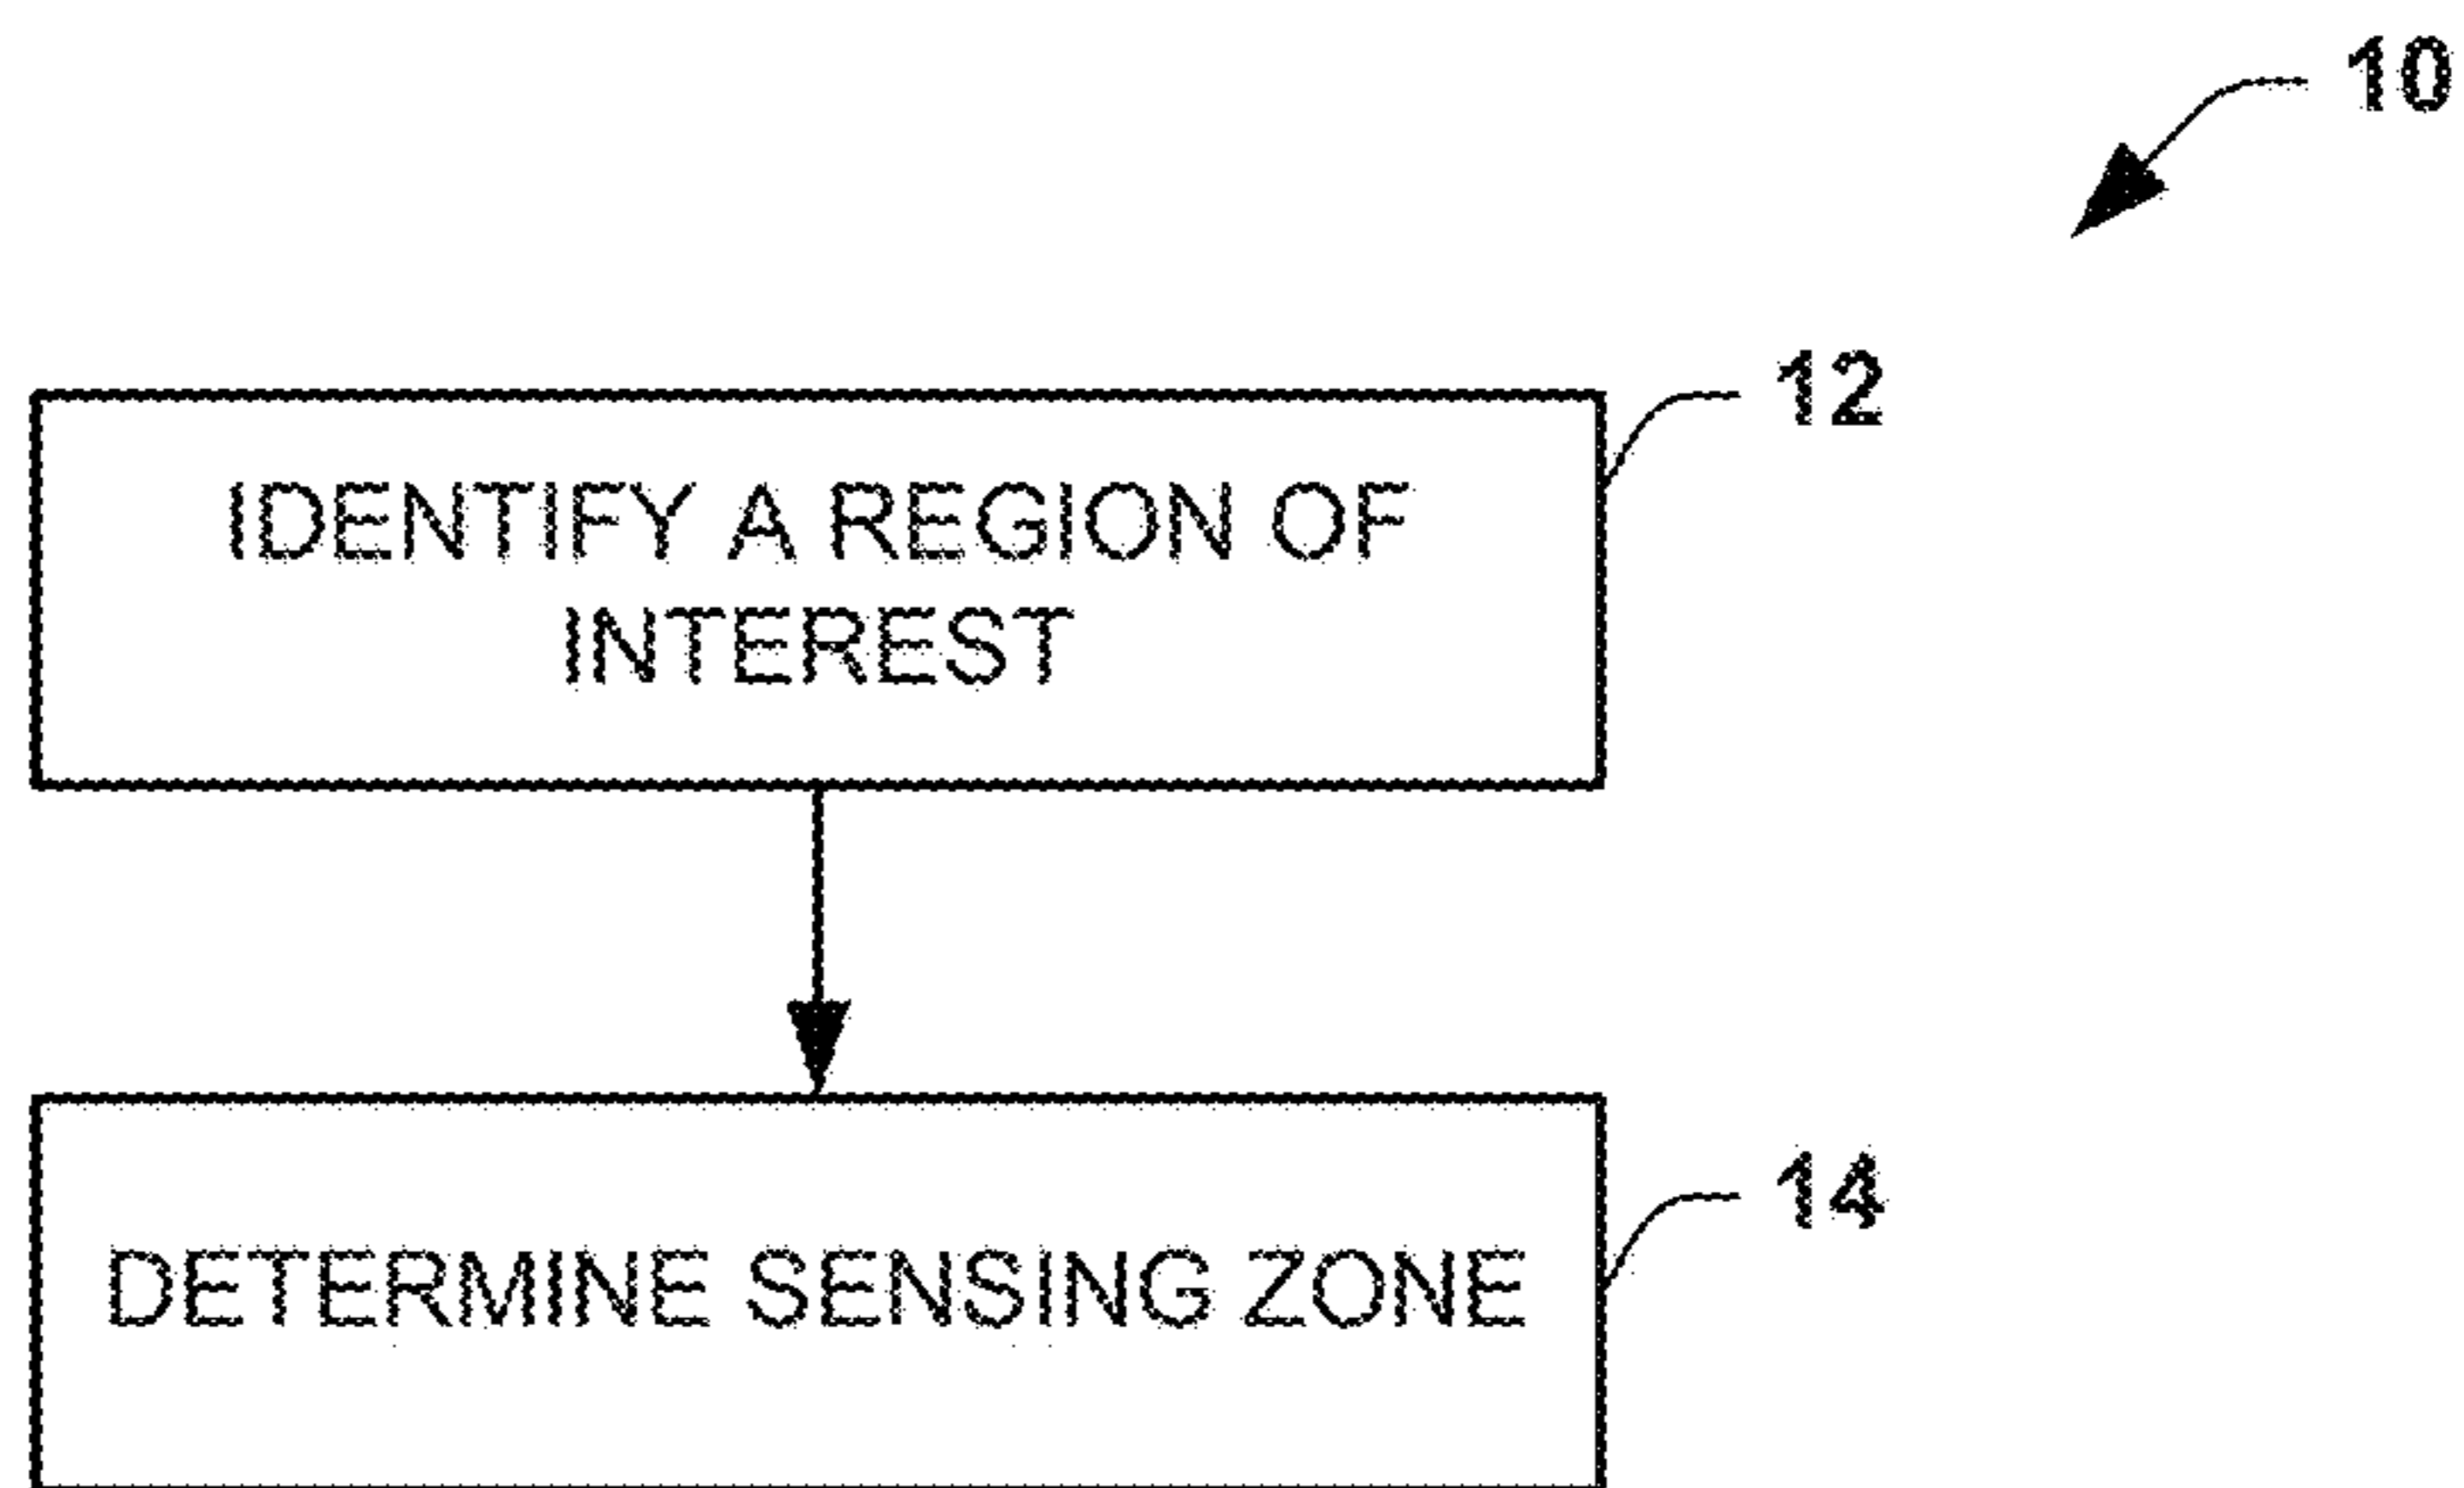 10
12
IDENTIFY A REGION OF
INTEREST
14
DETERMINE SENSING ZONE